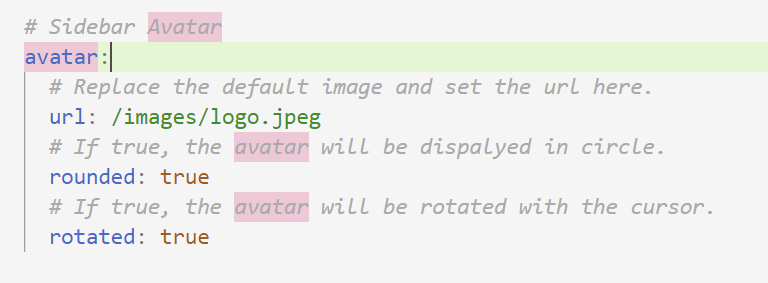 # Sidebar Avatar
avatar:
# Replace the default image and set the url here.
url: /images/logo.jpeg
# If true, the avatar will be dispalyed in circle.
rounded: true
# If true, the avatar will be rotated with the cursor.
rotated: true